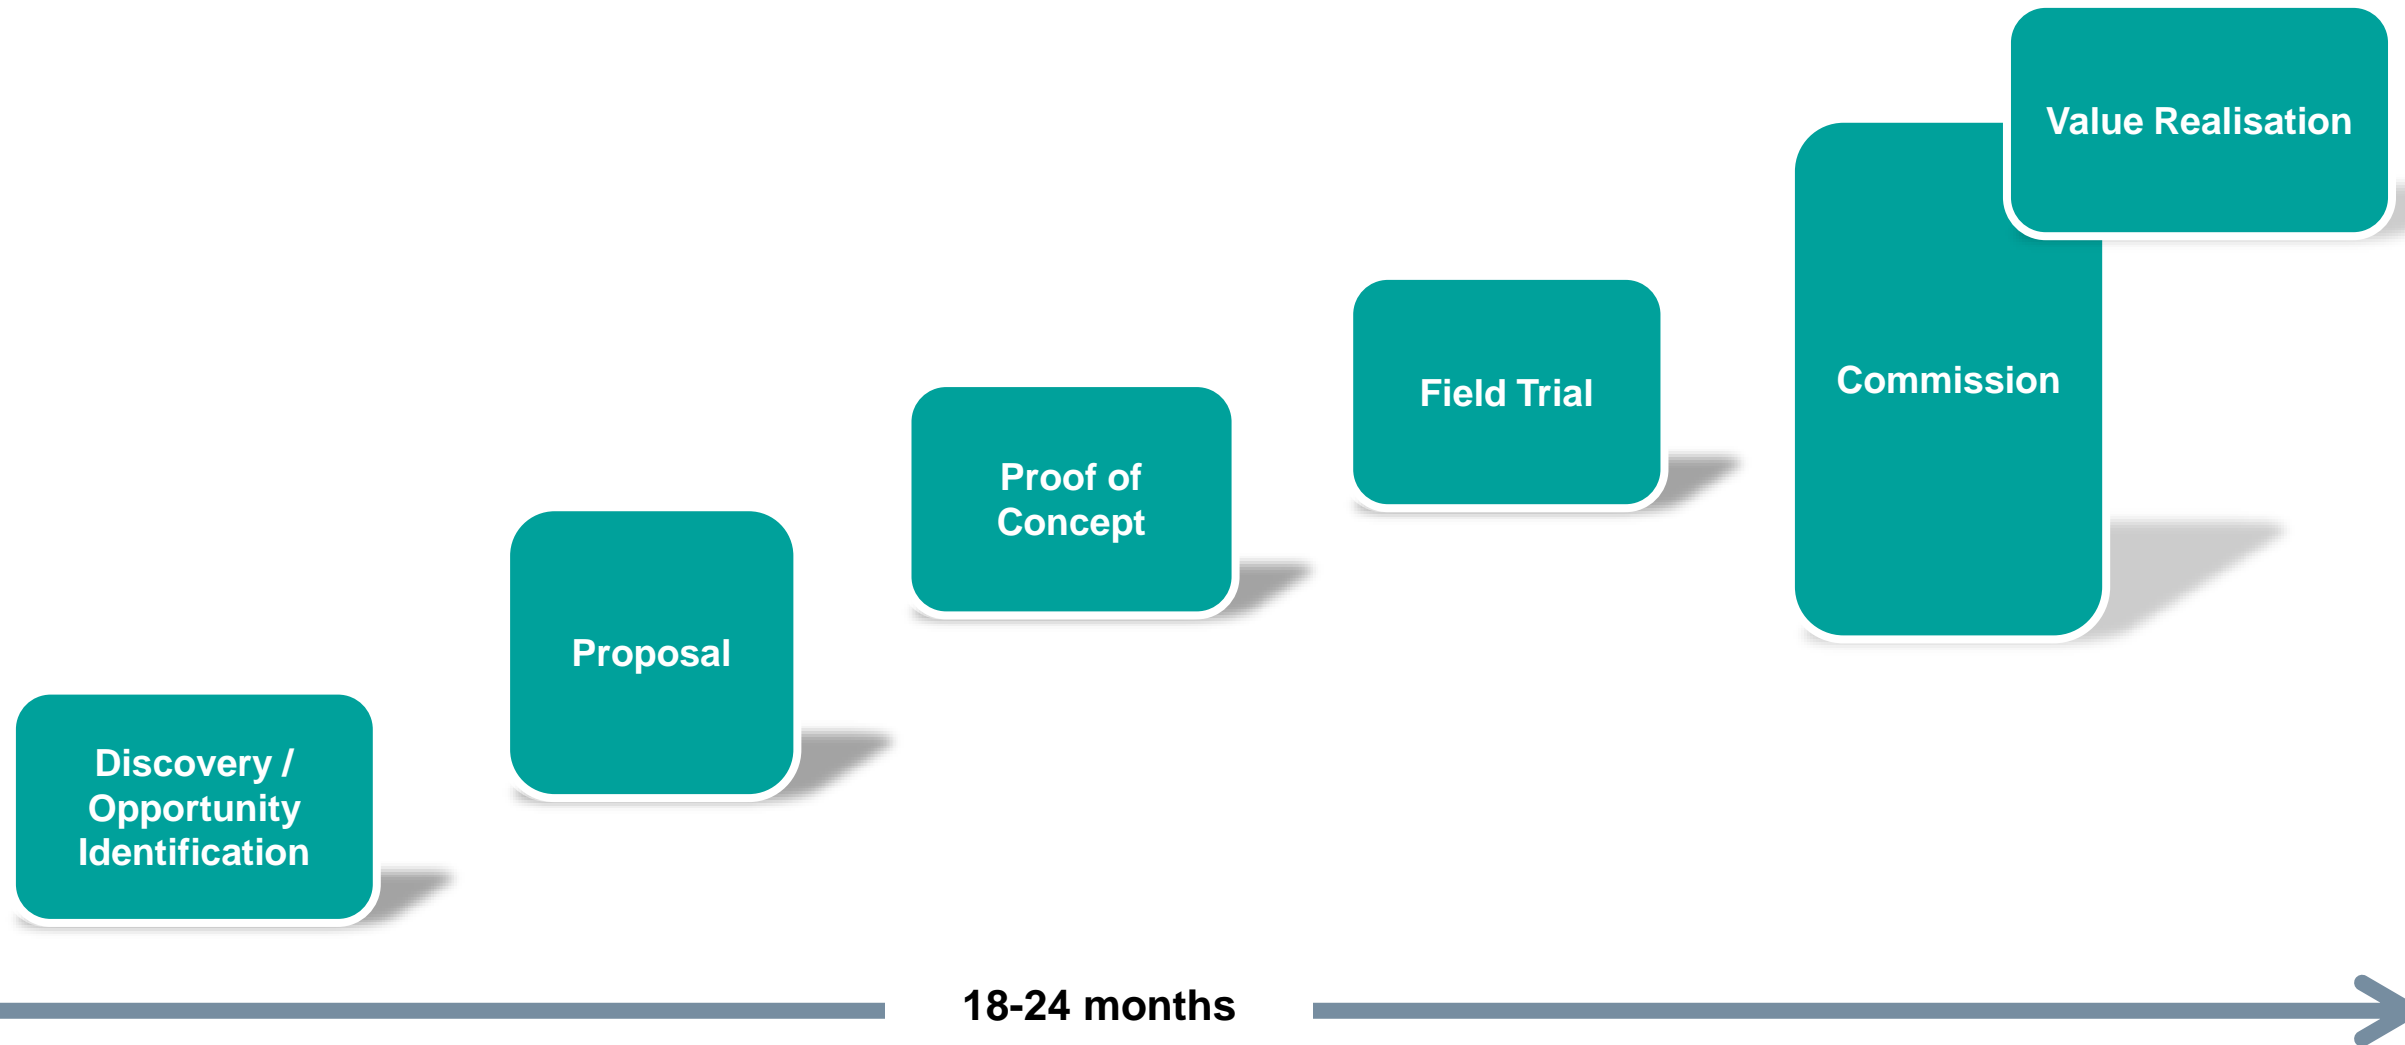 Discovery /
Opportunity
Identification
Proposal
Proof of
Concept
Field Trial
Commission
Value Realisation
18-24 months